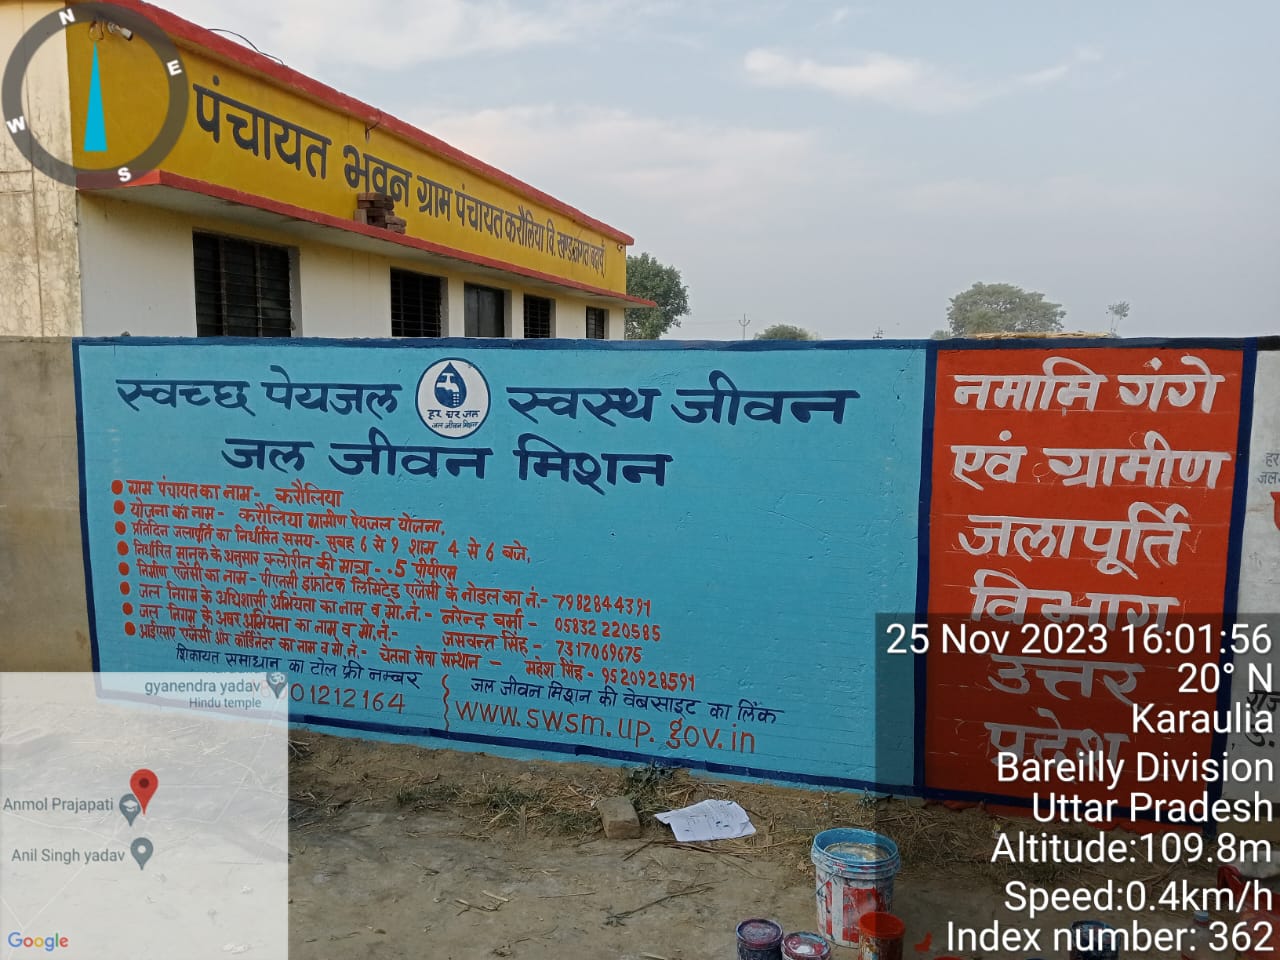 पंचायत भवन ग्राम पंचायत करौलिया वि. खण्ड
स्वच्छ पेयजल
हर घर जल
जल जीवन मिशन
स्वस्थ जीवन
जल जीवन मिशन
ग्राम पंचायत का नाम- करौलिया
योजना का नाम- करौलिया ग्रामीण पेयजल योजना,
प्रतिदिन जलापूर्ति का निर्धारित समय- सुबह 6 से 9 शाम 4 से 6 बजे,
निर्धारित मानक के अनुसार क्लोरीन की मात्रा- .5 पीपीएम
निर्माण एजेंसी का नाम- पीएनसी इंफ्राटेक लिमिटेड एजेंसी के नोडल का नं.- 7982844391
जल निगम के अधिशासी अभियंता का नाम व मो.नं.- नरेन्द्र वर्मा - 05832 220585
जल निगम के अवर अभियंता का नाम व मो.नं.- जसवन्त सिंह - 7317069675
आईएसए एजेंसी और कॉर्डिनेटर का नाम व मो.नं.- चेतना सेवा संस्थान - महेश सिंह - 9520928591
शिकायत समाधान का टोल फ्री नम्बर
01212164
जल जीवन मिशन की वेबसाइट का लिंक
www.swsm.up.gov.in
नमामि गंगे
एवं ग्रामीण
जलापूर्ति
विभाग
उत्तर
प्रदेश
N
E
W
S
gyanendra yadav
Hindu temple
Anmol Prajapati
Anil Singh yadav
Google
25 Nov 2023 16:01:56
20° N
Karaulia
Bareilly Division
Uttar Pradesh
Altitude:109.8m
Speed:0.4km/h
Index number: 362